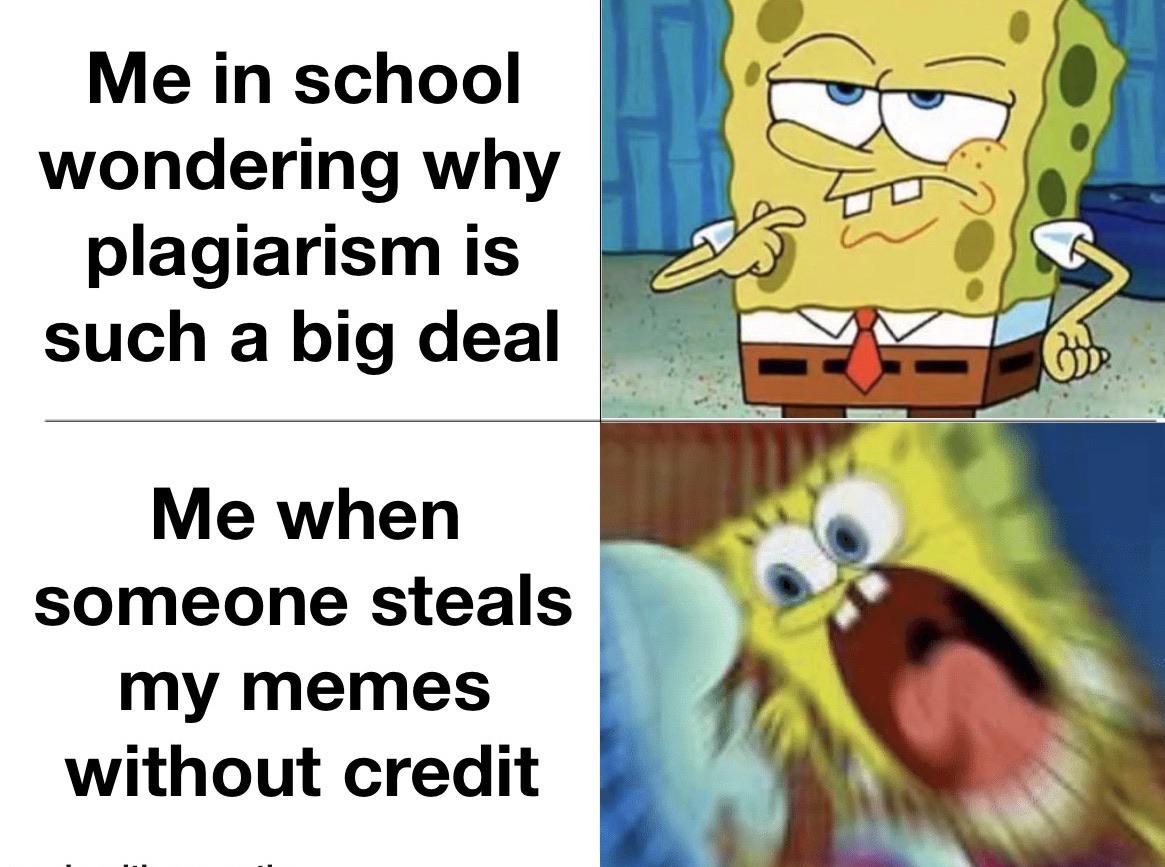 Me in school
wondering why
plagiarism is
such a big deal
Me when
someone steals
my memes
without credit